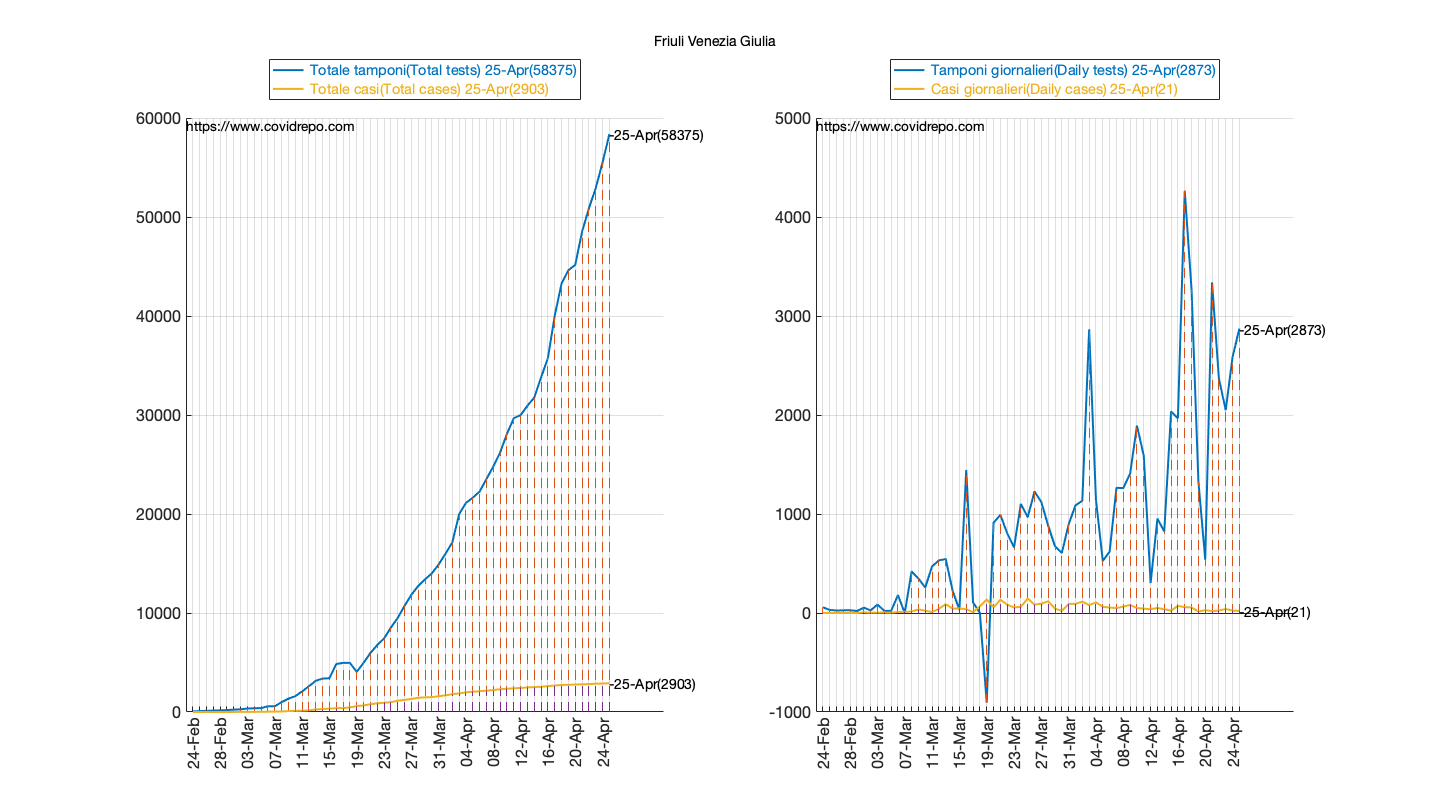 Friuli Venezia Giulia
Totale tamponi(Total tests) 25-Apr(58375)
Totale casi(Total cases) 25-Apr(2903)
https://www.covidrepo.com
60000
50000
40000
30000
20000
10000
0
25-Apr(58375)
25-Apr(2903)
24-Feb
28-Feb
03-Mar
07-Mar
11-Mar
15-Mar
19-Mar
23-Mar
27-Mar
31-Mar
04-Apr
08-Apr
12-Apr
16-Apr
20-Apr
24-Apr
Tamponi giornalieri(Daily tests) 25-Apr(2873)
Casi giornalieri(Daily cases) 25-Apr(21)
https://www.covidrepo.com
5000
4000
3000
2000
1000
0
-1000
25-Apr(2873)
25-Apr(21)
24-Feb
28-Feb
03-Mar
07-Mar
11-Mar
15-Mar
19-Mar
23-Mar
27-Mar
31-Mar
04-Apr
08-Apr
12-Apr
16-Apr
20-Apr
24-Apr